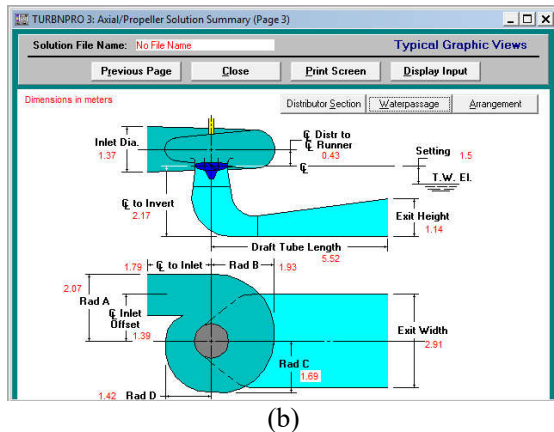 TURBNPRO 3: Axial/Propeller Solution Summary (Page 3)
Solution File Name: No File Name Typical Graphic Views
Previous Page Close Print Screen Display Input
Dimensions in meters
Distributor Section Waterpassage Arrangement
Inlet Dia.
1.37
℄ Distr to
℄ Runner
0.43
℄
Setting 1.5
T.W. El.
℄ to Invert
2.17
Exit Height
1.14
Draft Tube Length
5.52
1.79 ℄ to Inlet Rad B 1.93
2.07
Rad A
℄ Inlet
Offset
1.39
Exit Width
2.91
Rad C
1.69
1.42 Rad D
(b)